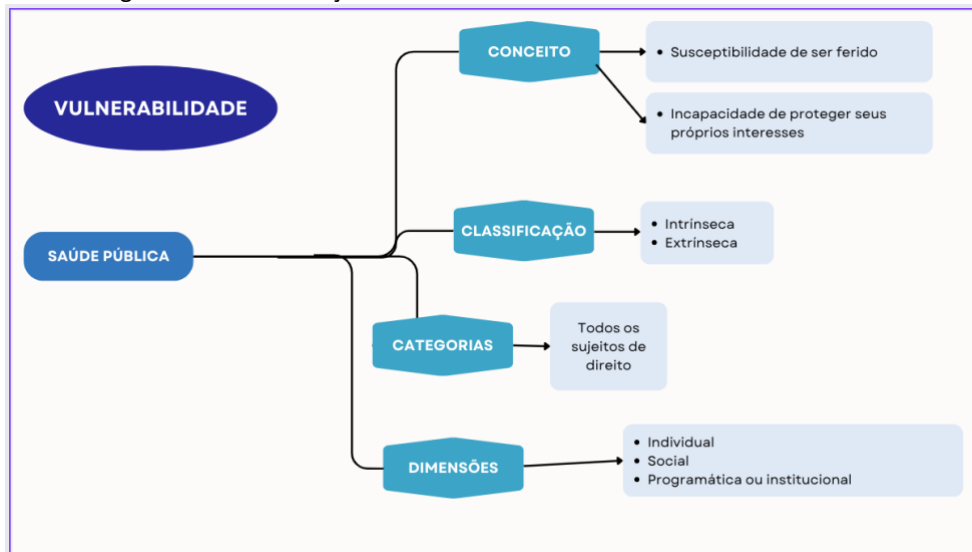 VULNERABILIDADE
SAÚDE PÚBLICA
CONCEITO
• Susceptibilidade de ser ferido
• Incapacidade de proteger seus
próprios interesses
CLASSIFICAÇÃO
• Intrínseca
• Extrínseca
CATEGORIAS
Todos os
sujeitos de
direito
DIMENSÕES
• Individual
• Social
• Programática ou institucional